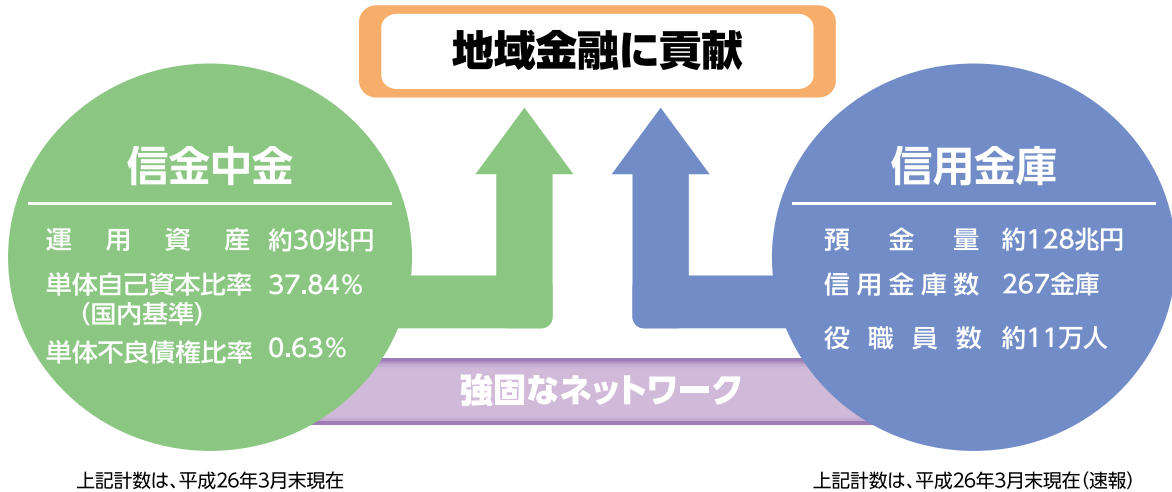 地域金融に貢献
信金中金
運用資産 約30兆円
単体自己資本比率 37.84%
(国内基準)
単体不良債権比率 0.63%
信用金庫
預金量 約128兆円
信用金庫数 267金庫
役職員数 約11万人
強固なネットワーク
上記計数は、平成26年3月末現在
上記計数は、平成26年3月末現在(速報)